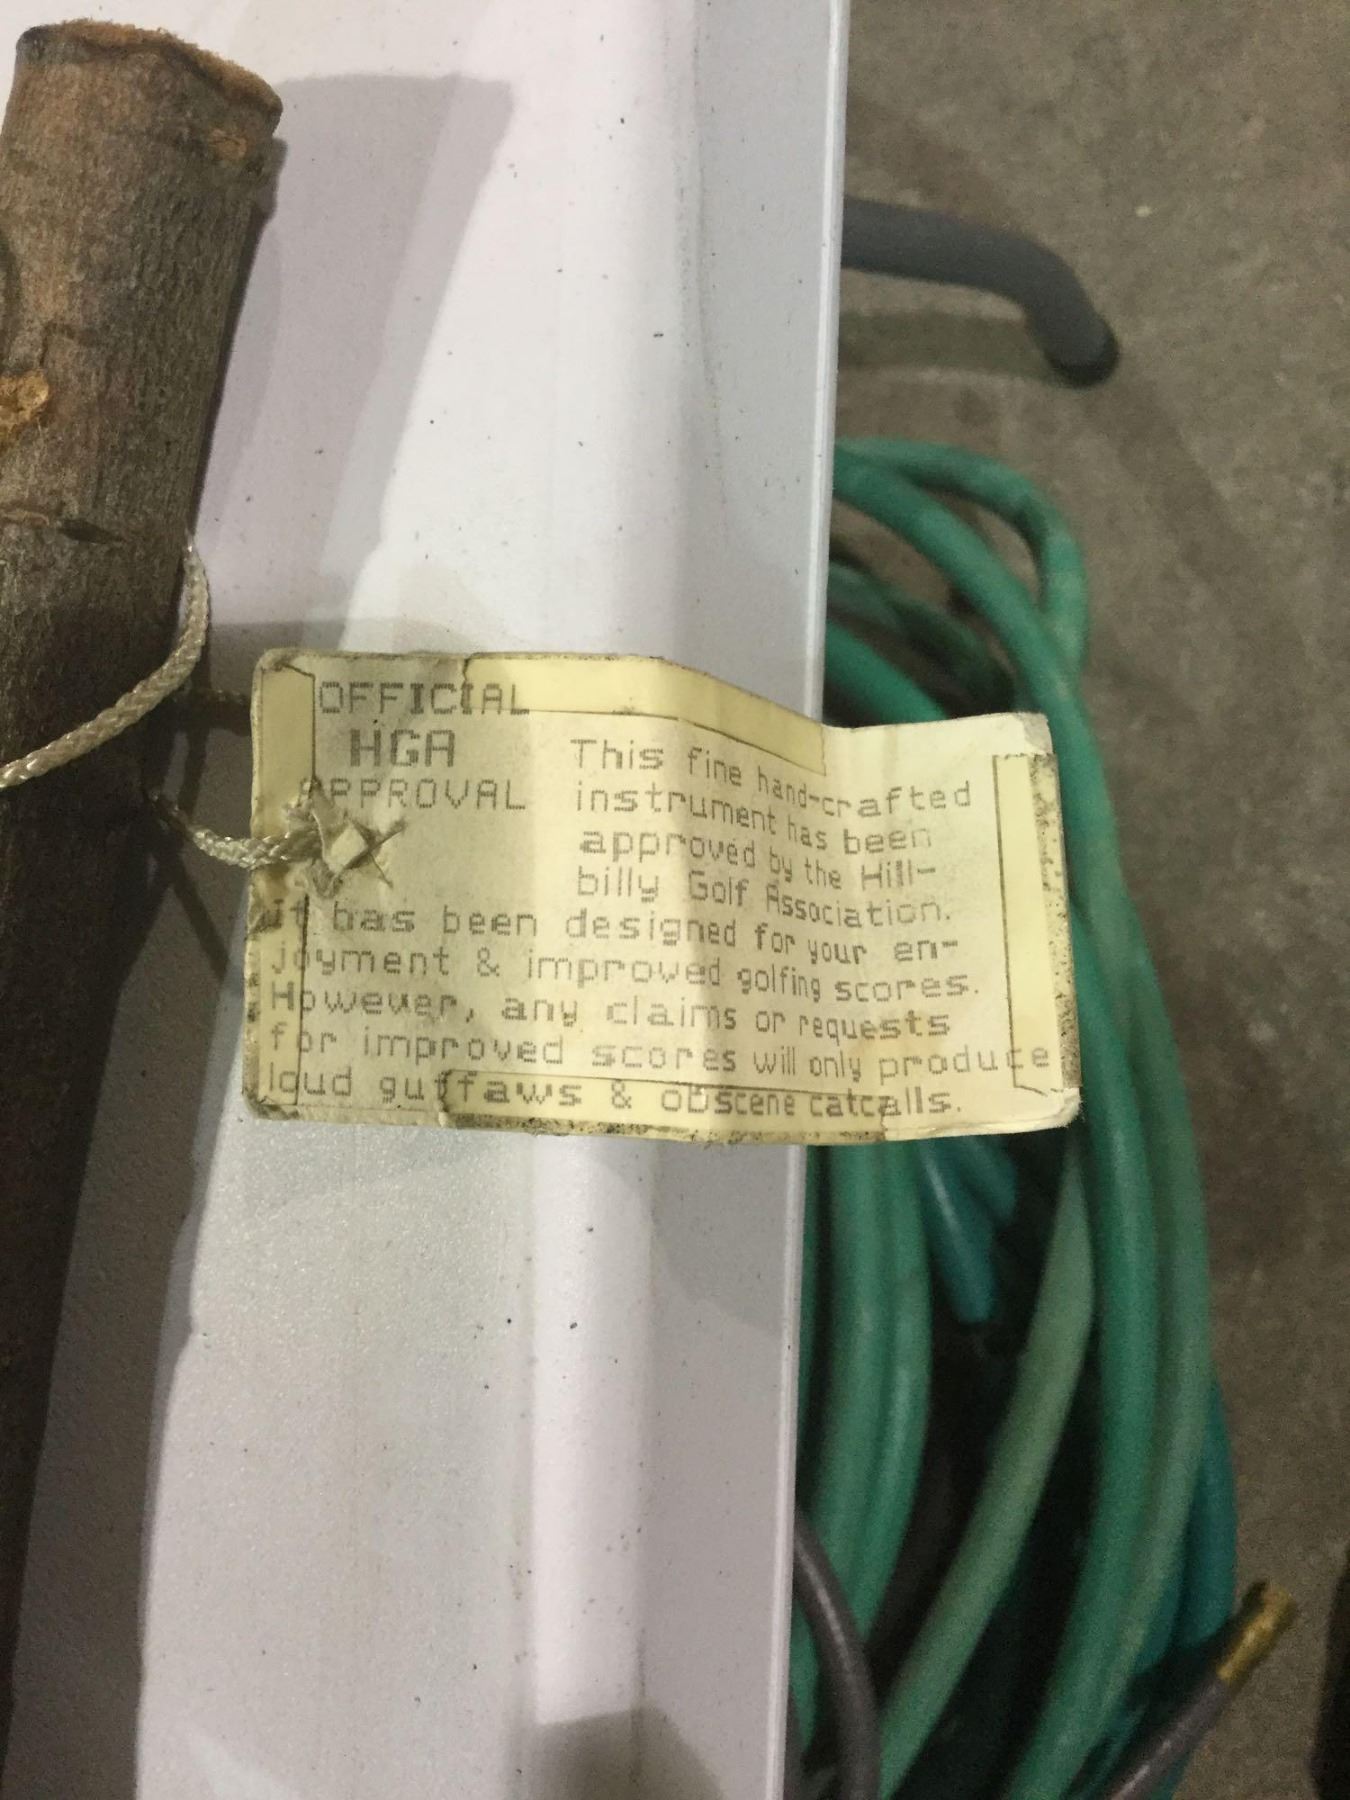 OFFICIAL
HGA
APPROVAL
This fine hand-crafted
instrument has been
approved by the Hill-
billy Golf Association.
It has been designed for your en-
joyment & improved golfing scores.
However, any claims or requests
for improved scores will only produce
loud guffaws & obscene catcalls.